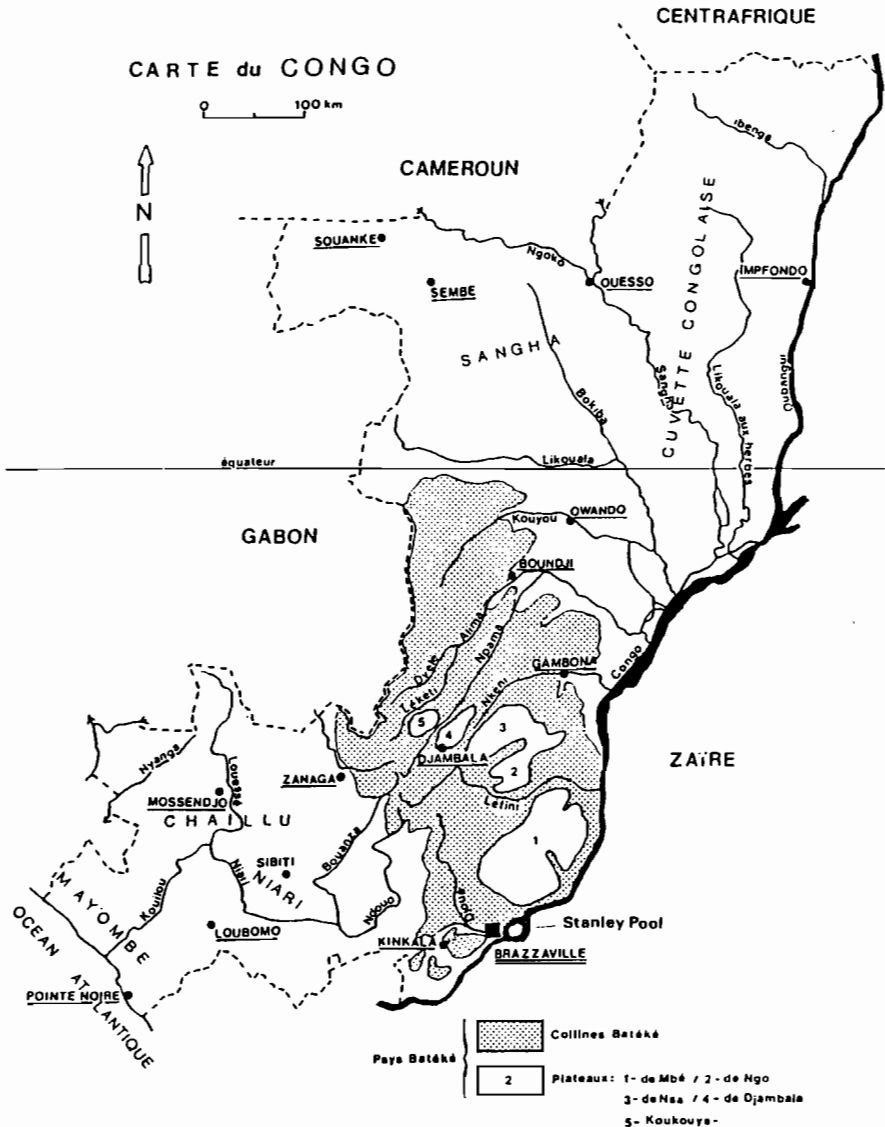 CENTRAFRIQUE
CARTE du CONGO
0 100 km
N
CAMEROUN
Ibenga
SOUANKE
Ngoko
SEMBE
OUESSO
IMPFONDO
CUVETTE CONGOLAISE
SANGHA
Sangha
Likouala aux herbes
Oubangui
Bokiba
Likouala
équateur
GABON
Kouyou
OWANDO
BOUNDJI
Alima
Dyele
Mpama
Lékéti
Nkéni
GAMBONA
Congo
5
4
3
DJAMBALA
2
ZAÏRE
Nyanga
Louessé
ZANAGA
MOSSENDJO
Léfini
CHAILLU
1
Bouenza
SIBITI
NIARI
Niari
MAYOMBE
Kouilou
Ndouo
Djoué
OCEAN ATLANTIQUE
LOUBOMO
KINKALA
Stanley Pool
BRAZZAVILLE
POINTE NOIRE
Pays Batéké
Collines Batéké
2
Plateaux: 1- de Mbé / 2- de Ngo
3- de Nsa / 4- de Djambala
5- Koukouya-